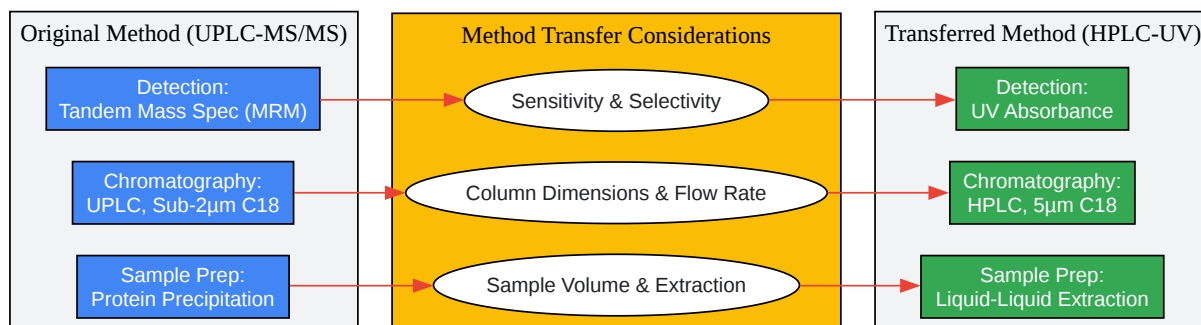 Original Method (UPLC-MS/MS)
Method Transfer Considerations
Transferred Method (HPLC-UV)
Detection:
Tandem Mass Spec (MRM)
Sensitivity & Selectivity
Detection:
UV Absorbance
Chromatography:
UPLC, Sub-2µm C18
Column Dimensions & Flow Rate
Chromatography:
HPLC, 5µm C18
Sample Prep:
Protein Precipitation
Sample Volume & Extraction
Sample Prep:
Liquid-Liquid Extraction